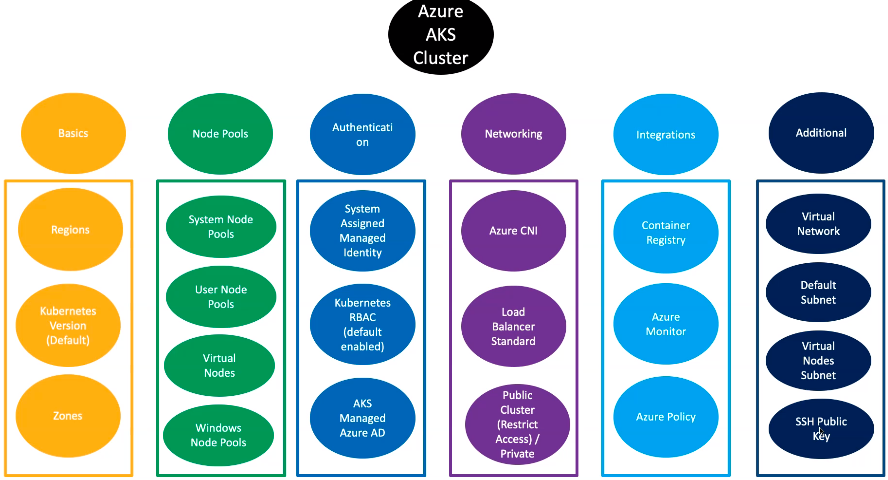 Azure
AKS
Cluster
Basics
Node Pools
Authenticati
on
Networking
Integrations
Additional
Regions
Kubernetes
Version
(Default)
Zones
System Node
Pools
User Node
Pools
Virtual
Nodes
Windows
Node Pools
System
Assigned
Managed
Identity
Kubernetes
RBAC
(default
enabled)
AKS
Managed
Azure AD
Azure CNI
Load
Balancer
Standard
Public
Cluster
(Restrict
Access) /
Private
Container
Registry
Azure
Monitor
Azure Policy
Virtual
Network
Default
Subnet
Virtual
Nodes
Subnet
SSH Public
Key